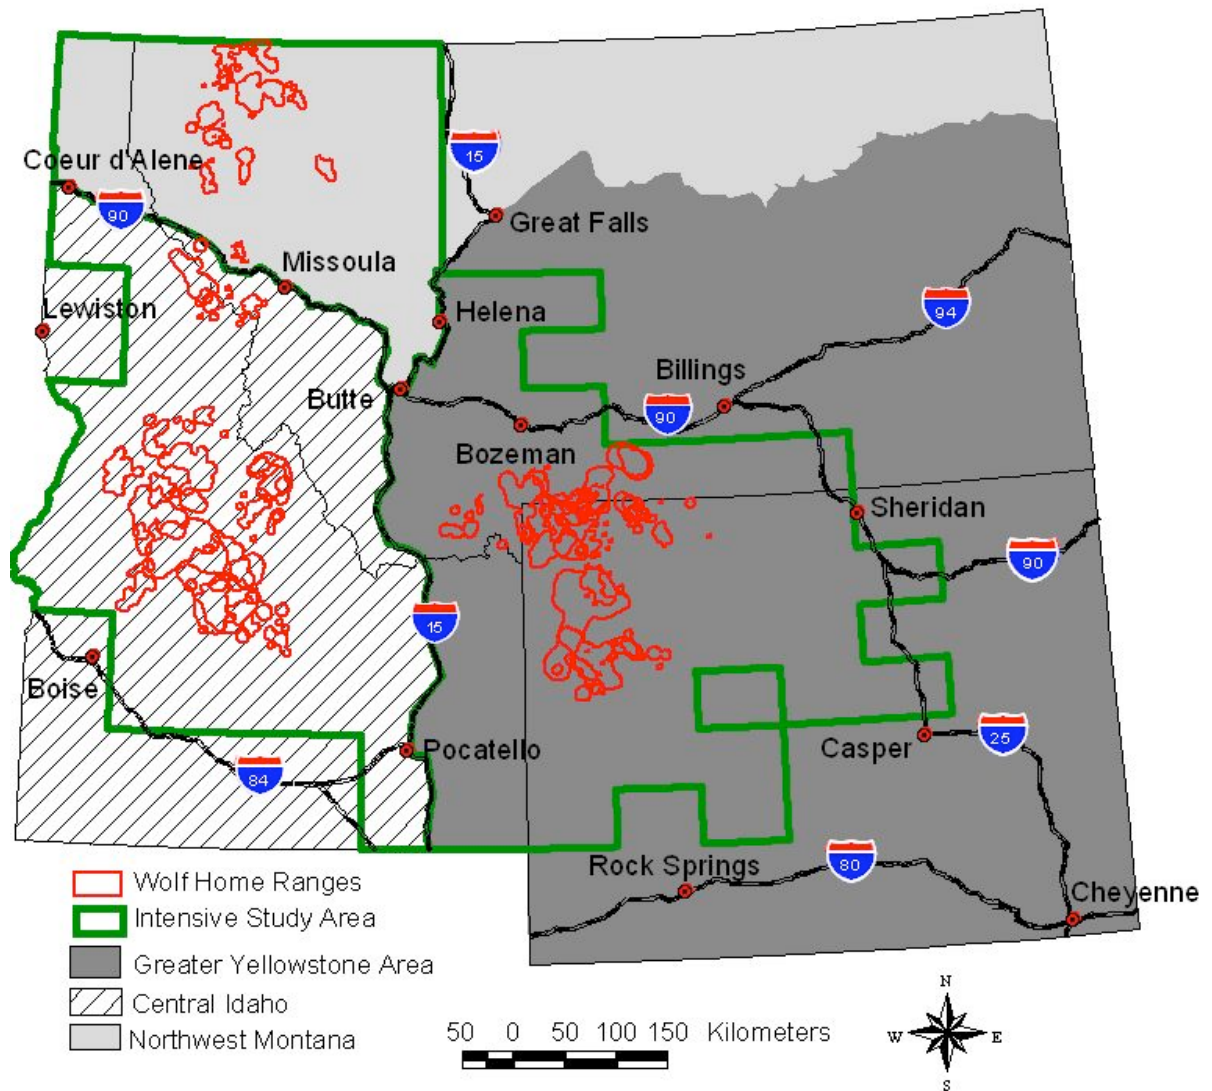 15
Coeur d'Alene
90
Great Falls
Missoula
Lewiston
Helena
94
Billings
Butte
90
Bozeman
Sheridan
90
15
Boise
Pocatello
Casper
25
84
Rock Springs
80
Cheyenne
Wolf Home Ranges
Intensive Study Area
Greater Yellowstone Area
Central Idaho
Northwest Montana
50 0 50 100 150 Kilometers
N
W E
S